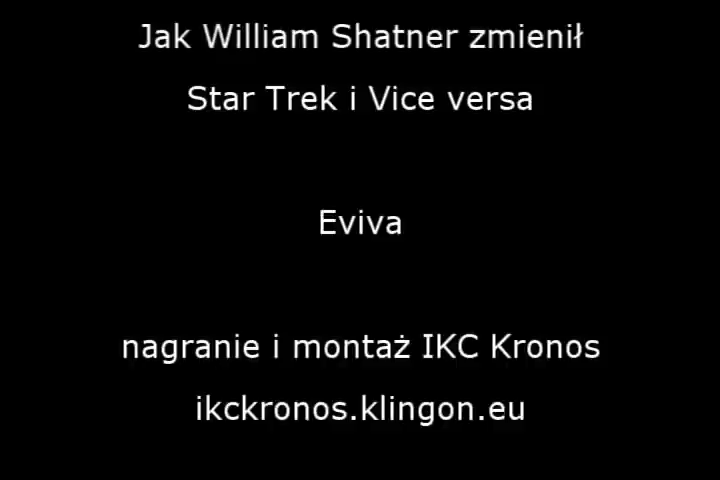 Jak William Shatner zmienił
Star Trek i Vice versa
Eviva
nagranie i montaż IKC Kronos
ikckronos.klingon.eu